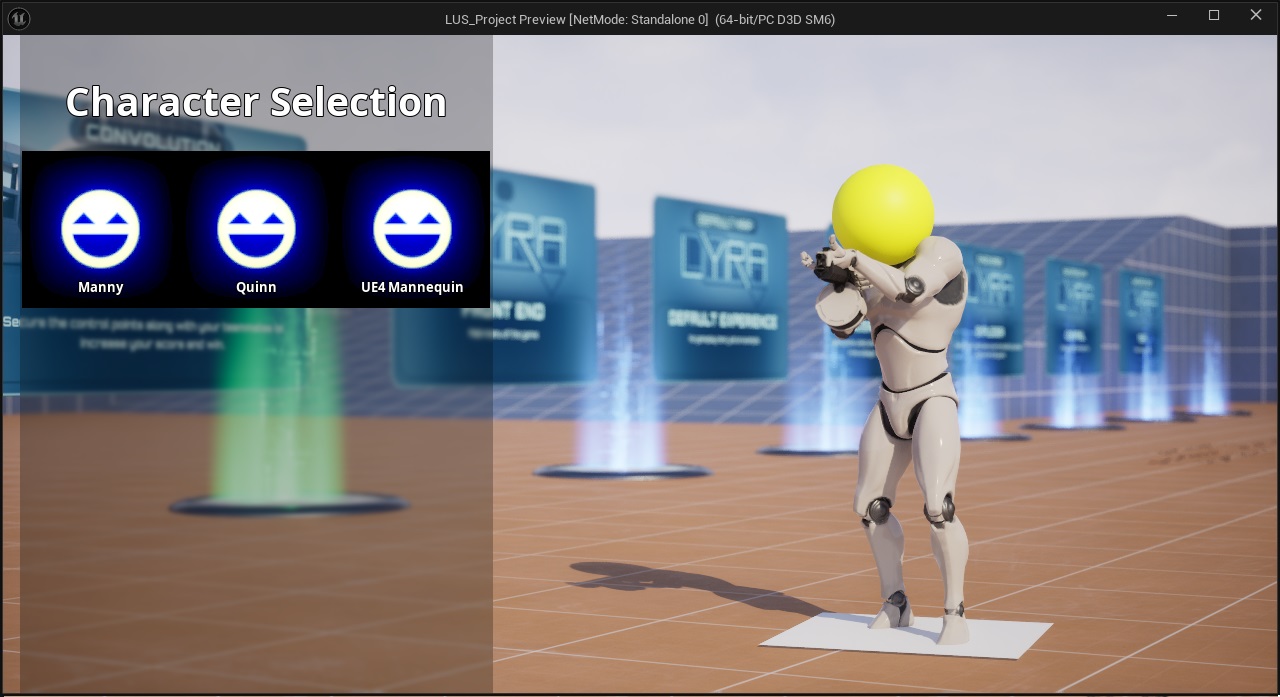 LUS_Project Preview [NetMode: Standalone 0]  (64-bit/PC D3D SM6)
Character Selection
CONVOLUTION
Manny
Quinn
UE4 Mannequin
Secure the control points along with your teammates to
increase your score and win.
LYRA
FRONT END
LYRA
DEFAULT EXPERIENCE
LYRA